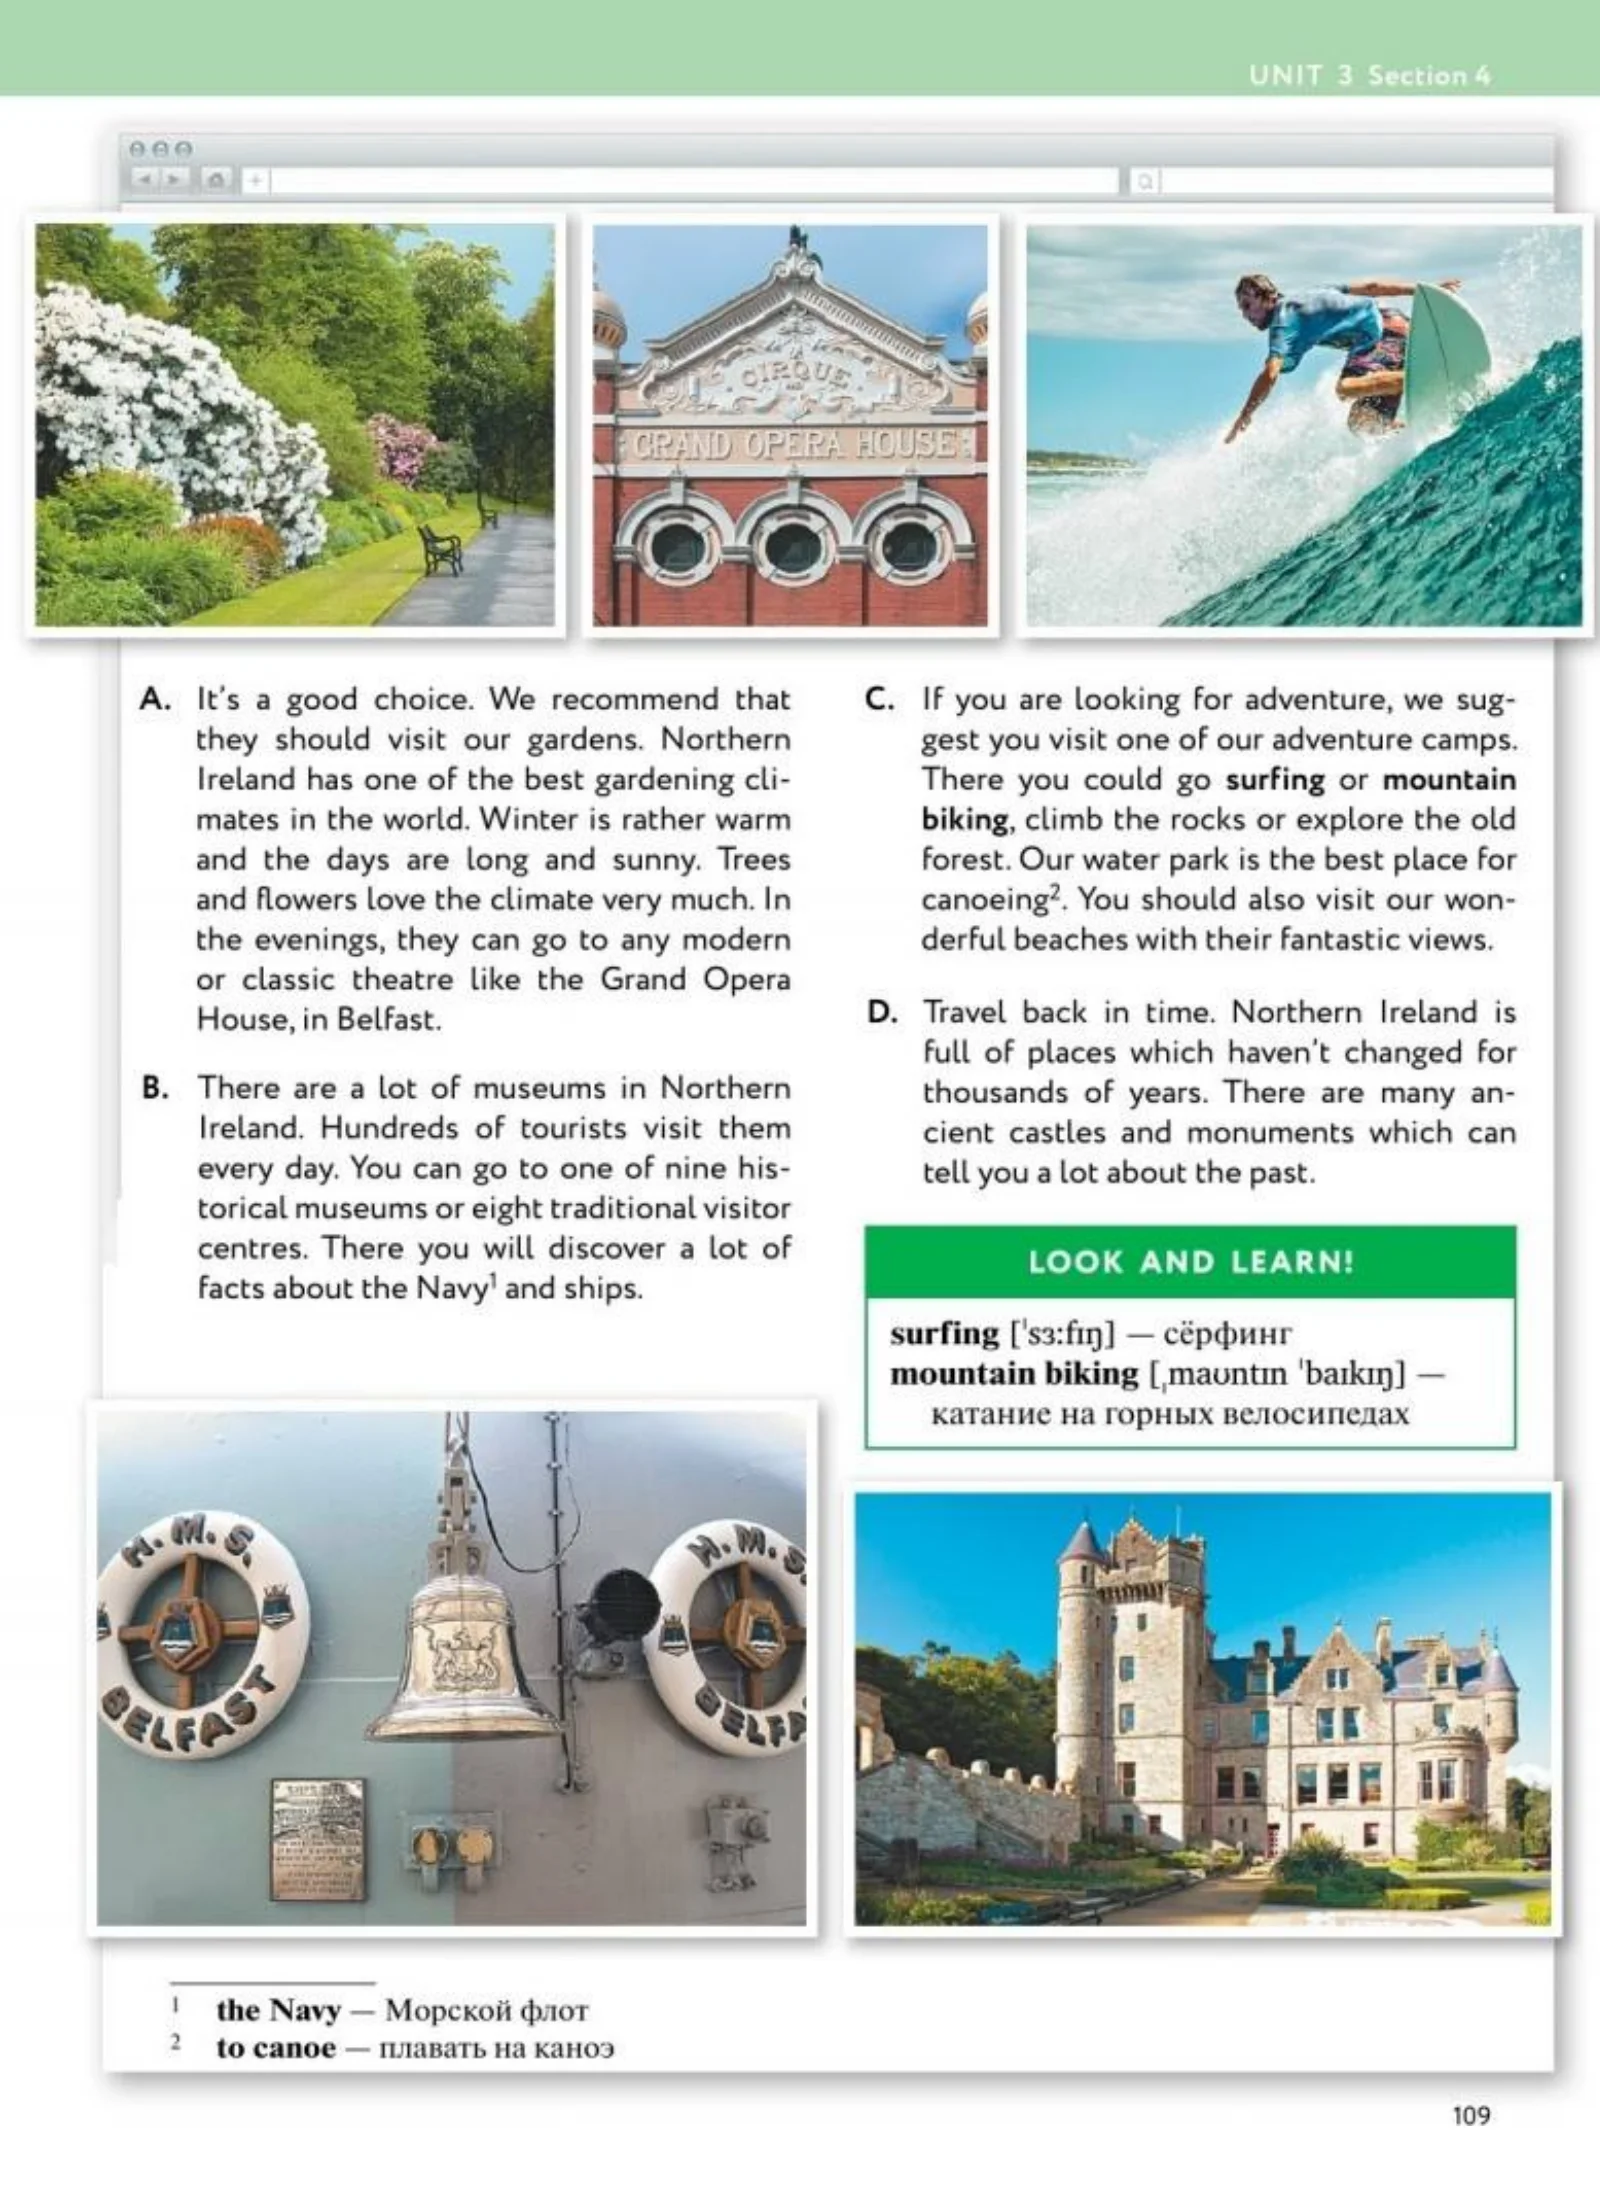 UNIT 3 Section 4
CIRQUE
GRAND OPERA HOUSE
A. It's a good choice. We recommend that
they should visit our gardens. Northern
Ireland has one of the best gardening cli-
mates in the world. Winter is rather warm
and the days are long and sunny. Trees
and flowers love the climate very much. In
the evenings, they can go to any modern
or classic theatre like the Grand Opera
House, in Belfast.
B. There are a lot of museums in Northern
Ireland. Hundreds of tourists visit them
every day. You can go to one of nine his-
torical museums or eight traditional visitor
centres. There you will discover a lot of
facts about the Navy¹ and ships.
C. If you are looking for adventure, we sug-
gest you visit one of our adventure camps.
There you could go surfing or mountain
biking, climb the rocks or explore the old
forest. Our water park is the best place for
canoeing². You should also visit our won-
derful beaches with their fantastic views.
D. Travel back in time. Northern Ireland is
full of places which haven't changed for
thousands of years. There are many an-
cient castles and monuments which can
tell you a lot about the past.
LOOK AND LEARN!
surfing [ˈsɜːfɪŋ] — сёрфинг
mountain biking [ˌmaʊntɪn ˈbaɪkɪŋ] —
катание на горных велосипедах
H.M.S.
BELFAST
H.M.S.
BELFA
1 the Navy — Морской флот
2 to canoe — плавать на каноэ
109